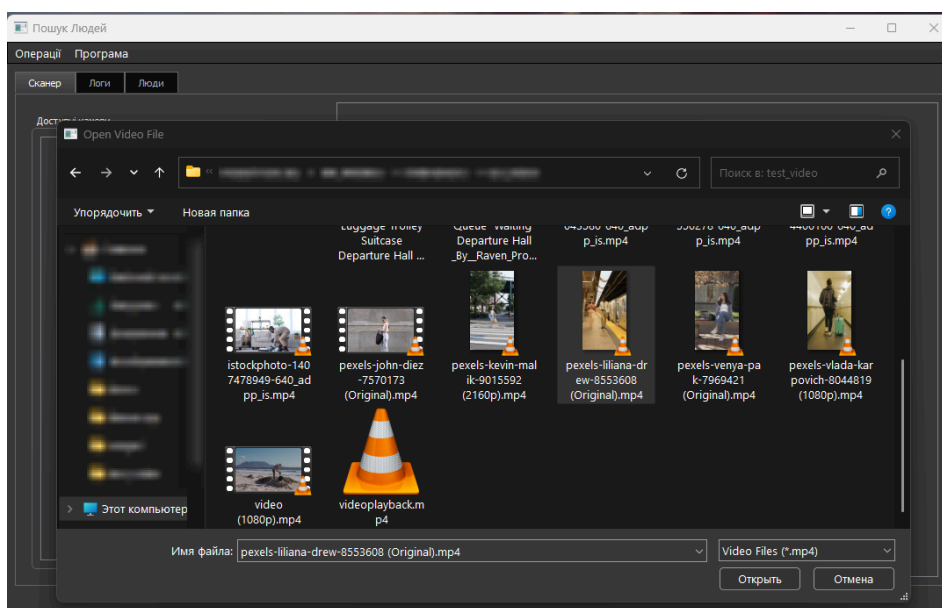 Пошук Людей
Операції Програма
Сканер Логи Люди
Open Video File
Поиск в: test_video
Упорядочить Новая папка
Luggage Trolley
Suitcase
Departure Hall ...
Queue Waiting
Departure Hall
_By__Raven_Pro...
p_is.mp4
p_is.mp4
pp_is.mp4
istockphoto-140
7478949-640_ad
pp_is.mp4
pexels-john-diez
-7570173
(Original).mp4
pexels-kevin-mal
ik-9015592
(2160p).mp4
pexels-liliana-dr
ew-8553608
(Original).mp4
pexels-venya-pa
k-7969421
(Original).mp4
pexels-vlada-kar
povich-8044819
(1080p).mp4
video
(1080p).mp4
videoplayback.m
p4
Этот компьютер
Имя файла: pexels-liliana-drew-8553608 (Original).mp4 Video Files (*.mp4)
Открыть Отмена